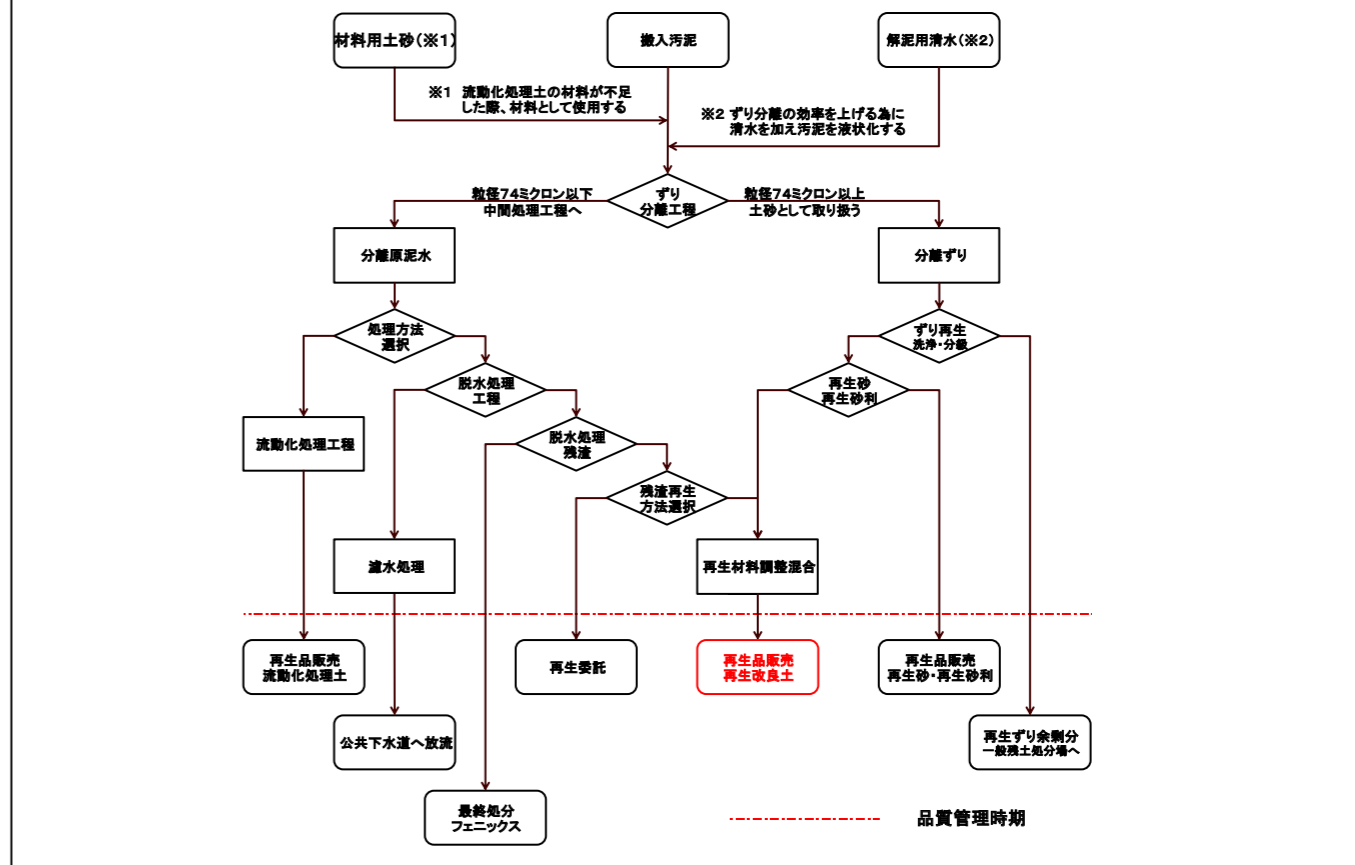 材料用土砂(※1)
搬入汚泥
解泥用清水(※2)
※1 流動化処理土の材料が不足
した際、材料として使用する
※2 ずり分離の効率を上げる為に
清水を加え汚泥を液状化する
粒径74ミクロン以下
中間処理工程へ
ずり
分離工程
粒径74ミクロン以上
土砂として取り扱う
分離原泥水
分離ずり
処理方法
選択
ずり再生
洗浄・分級
脱水処理
工程
再生砂
再生砂利
流動化処理工程
脱水処理
残渣
残渣再生
方法選択
濾水処理
再生材料調整混合
再生品販売
流動化処理土
再生委託
再生品販売
再生改良土
再生品販売
再生砂・再生砂利
公共下水道へ放流
再生ずり余剰分
一般残土処分場へ
最終処分
フェニックス
品質管理時期